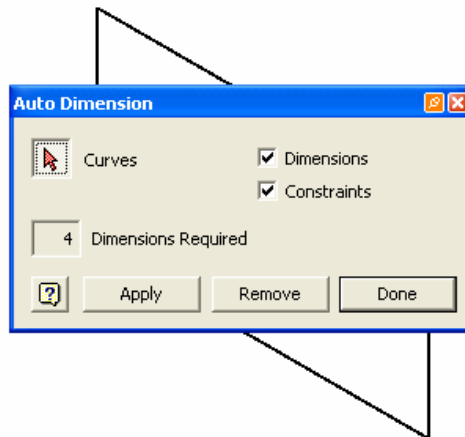 Auto Dimension
Curves
Dimensions
Constraints
4 Dimensions Required
? Apply Remove Done